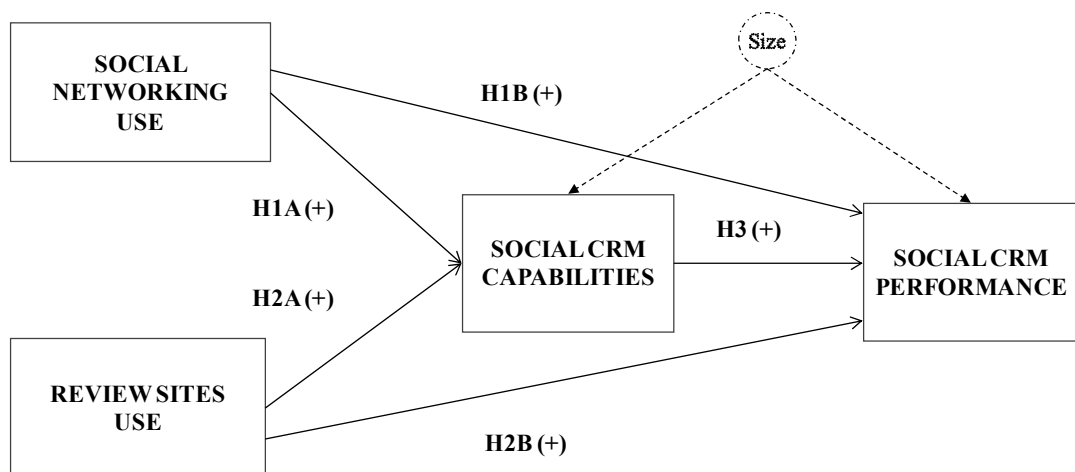 SOCIAL
NETWORKING
USE
Size
H1B (+)
H1A (+)
H3 (+)
SOCIAL CRM
CAPABILITIES
SOCIAL CRM
PERFORMANCE
H2A (+)
REVIEW SITES
USE
H2B (+)